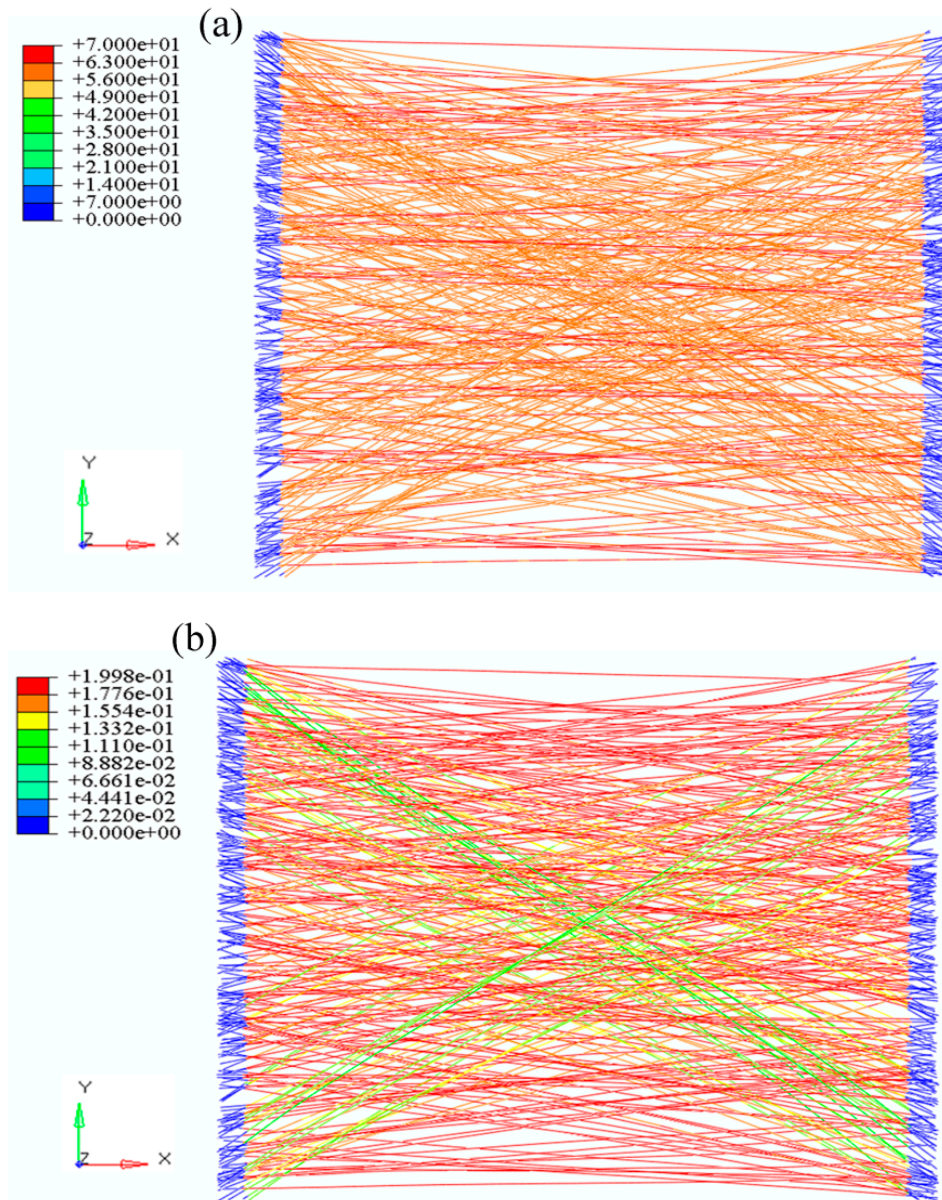 (a)
+7.000e+01
+6.300e+01
+5.600e+01
+4.900e+01
+4.200e+01
+3.500e+01
+2.800e+01
+2.100e+01
+1.400e+01
+7.000e+00
+0.000e+00
Y
Z
X
(b)
+1.998e-01
+1.776e-01
+1.554e-01
+1.332e-01
+1.110e-01
+8.882e-02
+6.661e-02
+4.441e-02
+2.220e-02
+0.000e+00
Y
Z
X